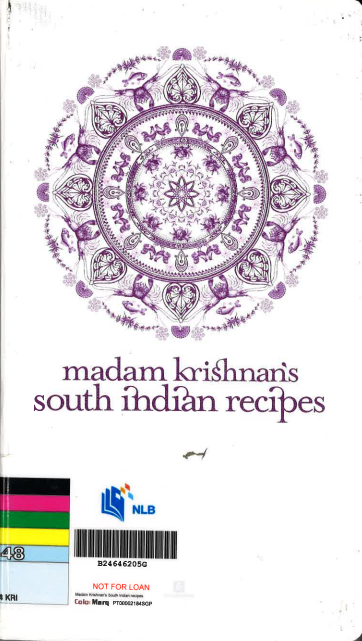 madam krishnan's
south indian recipes
NLB
48
B24646205G
NOT FOR LOAN
KRI
Madam Krishnan's South Indian recipes
Color Marq PT00002184SGP